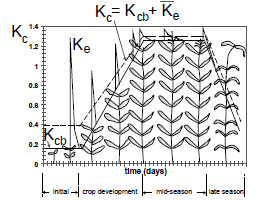 Kc = Kcb + K̅e
Kc
1.4
Ke
1.2
1
0.8
0.6
0.4
Kcb
0.2
0
time (days)
initial crop development mid-season late season